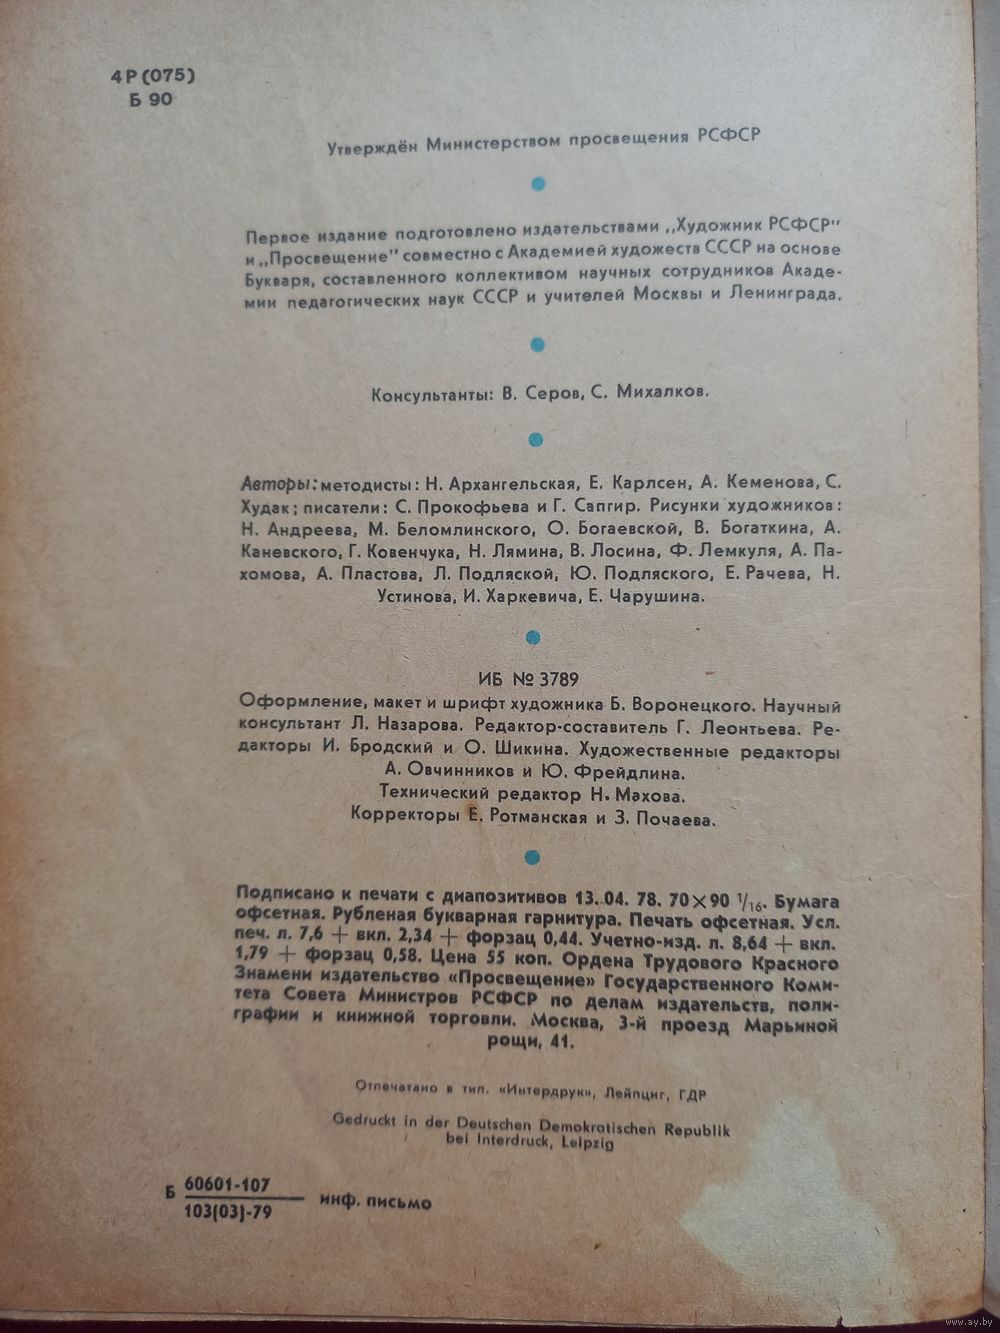 4Р(075)
Б 90
Утверждён Министерством просвещения РСФСР
Первое издание подготовлено издательствами „Художник РСФСР"
и „Просвещение" совместно с Академией художеств СССР на основе
Букваря, составленного коллективом научных сотрудников Акаде-
мии педагогических наук СССР и учителей Москвы и Ленинграда.
Консультанты: В. Серов, С. Михалков.
Авторы: методисты: Н. Архангельская, Е. Карлсен, А. Кеменова, С.
Худак; писатели: С. Прокофьева и Г. Сапгир. Рисунки художников:
Н. Андреева, М. Беломлинского, О. Богаевской, В. Богаткина, А.
Каневского, Г. Ковенчука, Н. Лямина, В. Лосина, Ф. Лемкуля, А. Па-
хомова, А. Пластова, Л. Подляской, Ю. Подляского, Е. Рачева, Н.
Устинова, И. Харкевича, Е. Чарушина.
ИБ № 3789
Оформление, макет и шрифт художника Б. Воронецкого. Научный
консультант Л. Назарова. Редактор-составитель Г. Леонтьева. Ре-
дакторы И. Бродский и О. Шикина. Художественные редакторы
А. Овчинников и Ю. Фрейдлина.
Технический редактор Н. Махова.
Корректоры Е. Ротманская и З. Почаева.
Подписано к печати с диапозитивов 13. 04. 78. 70×90 1/16. Бумага
офсетная. Рубленая букварная гарнитура. Печать офсетная. Усл.
печ. л. 7,6 + вкл. 2,34 + форзац 0,44. Учетно-изд. л. 8,64 + вкл.
1,79 + форзац 0,58. Цена 55 коп. Ордена Трудового Красного
Знамени издательство «Просвещение» Государственного Коми-
тета Совета Министров РСФСР по делам издательств, поли-
графии и книжной торговли. Москва, 3-й проезд Марьиной
рощи, 41.
Отпечатано в тип. «Интердрук», Лейпциг, ГДР
Gedruckt in der Deutschen Demokratischen Republik
bei Interdruck, Leipzig
Б 60601-107
103(03)-79 инф. письмо
www.ay.by